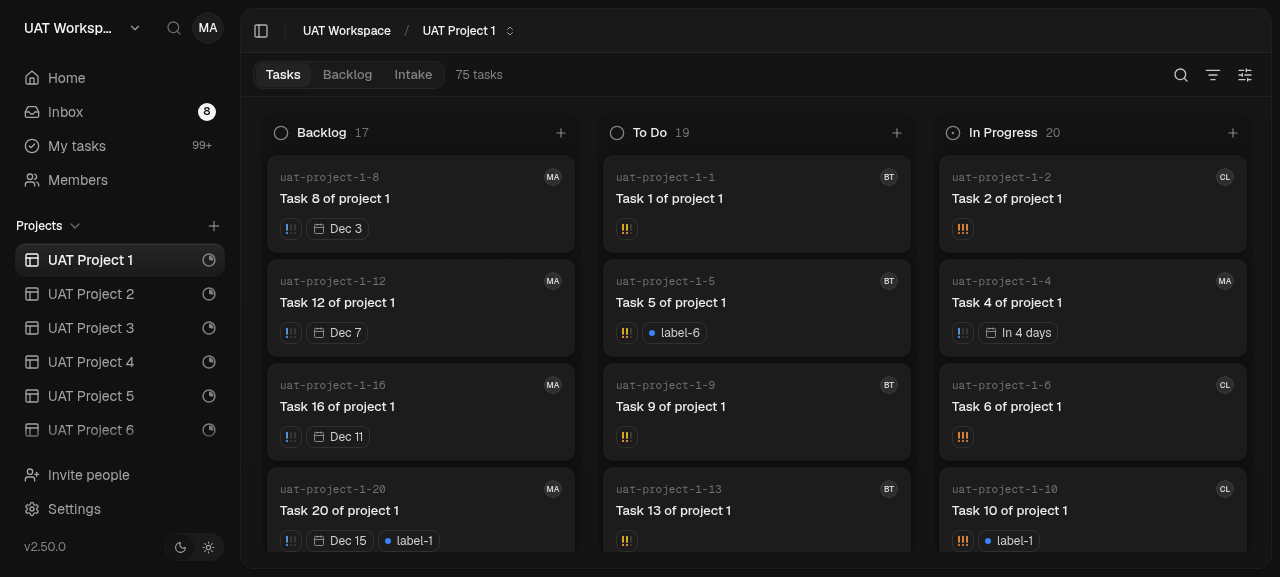 UAT Worksp...
MA
Home
Inbox
8
My tasks
99+
Members
Projects
UAT Project 1
UAT Project 2
UAT Project 3
UAT Project 4
UAT Project 5
UAT Project 6
Invite people
Settings
v2.50.0
UAT Workspace / UAT Project 1
Tasks
Backlog
Intake
75 tasks
Backlog 17
uat-project-1-8
MA
Task 8 of project 1
Dec 3
uat-project-1-12
MA
Task 12 of project 1
Dec 7
uat-project-1-16
MA
Task 16 of project 1
Dec 11
uat-project-1-20
MA
Task 20 of project 1
Dec 15
label-1
To Do 19
uat-project-1-1
BT
Task 1 of project 1
uat-project-1-5
BT
Task 5 of project 1
label-6
uat-project-1-9
BT
Task 9 of project 1
uat-project-1-13
BT
Task 13 of project 1
In Progress 20
uat-project-1-2
CL
Task 2 of project 1
uat-project-1-4
MA
Task 4 of project 1
In 4 days
uat-project-1-6
CL
Task 6 of project 1
uat-project-1-10
CL
Task 10 of project 1
label-1